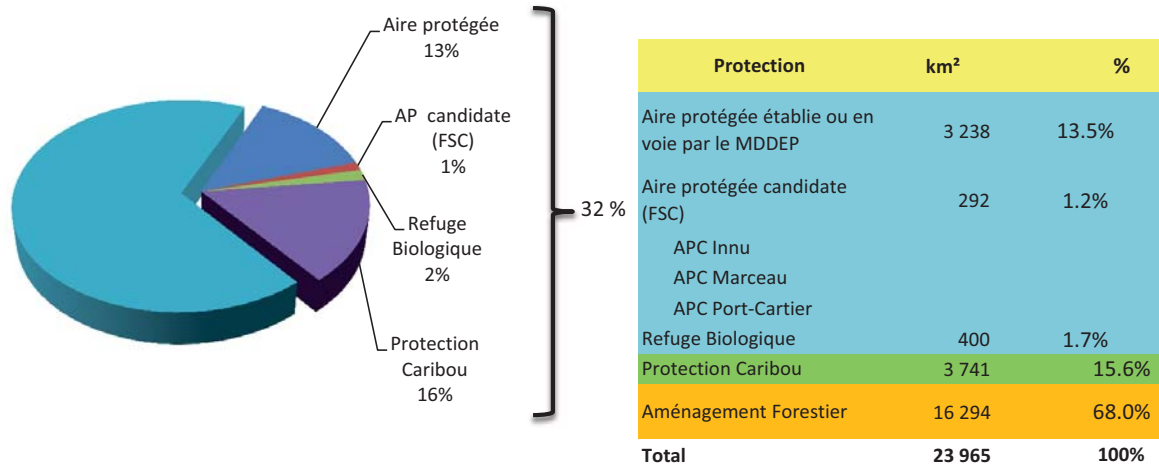 Aire protégée
13%
AP candidate
(FSC)
1%
Refuge
Biologique
2%
Protection
Caribou
16%
32 %
Protection km² %
Aire protégée établie ou en
voie par le MDDEP 3 238 13.5%
Aire protégée candidate
(FSC) 292 1.2%
APC Innu
APC Marceau
APC Port-Cartier
Refuge Biologique 400 1.7%
Protection Caribou 3 741 15.6%
Aménagement Forestier 16 294 68.0%
Total 23 965 100%